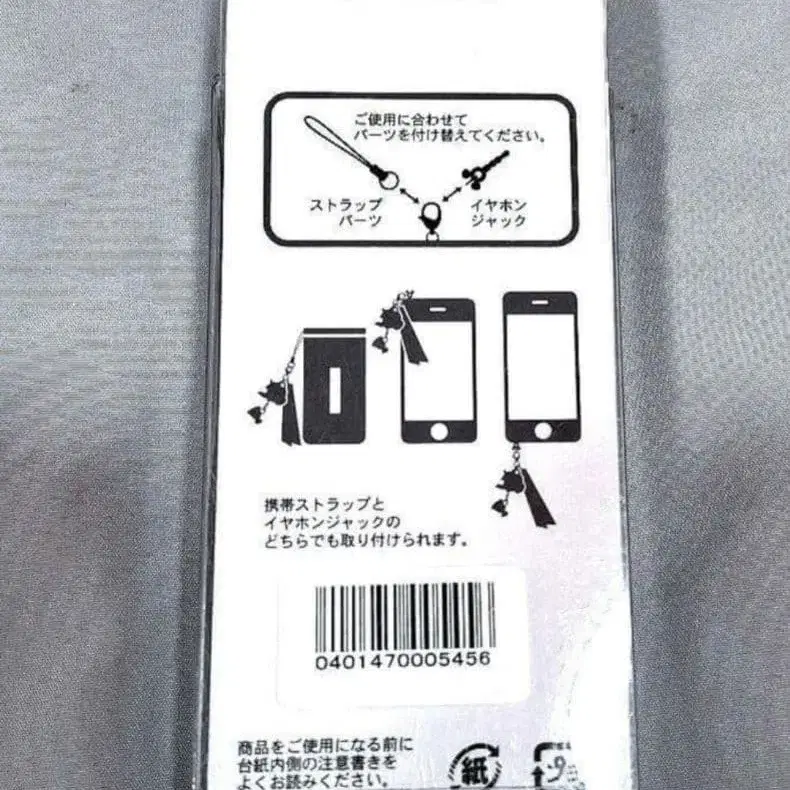 ご使用に合わせて
パーツを付け替えてください。
ストラップ
パーツ
イヤホン
ジャック
携帯ストラップと
イヤホンジャックの
どちらでも取り付けられます。
0401470005456
商品をご使用になる前に
台紙内側の注意書きを
よくお読みください。
紙